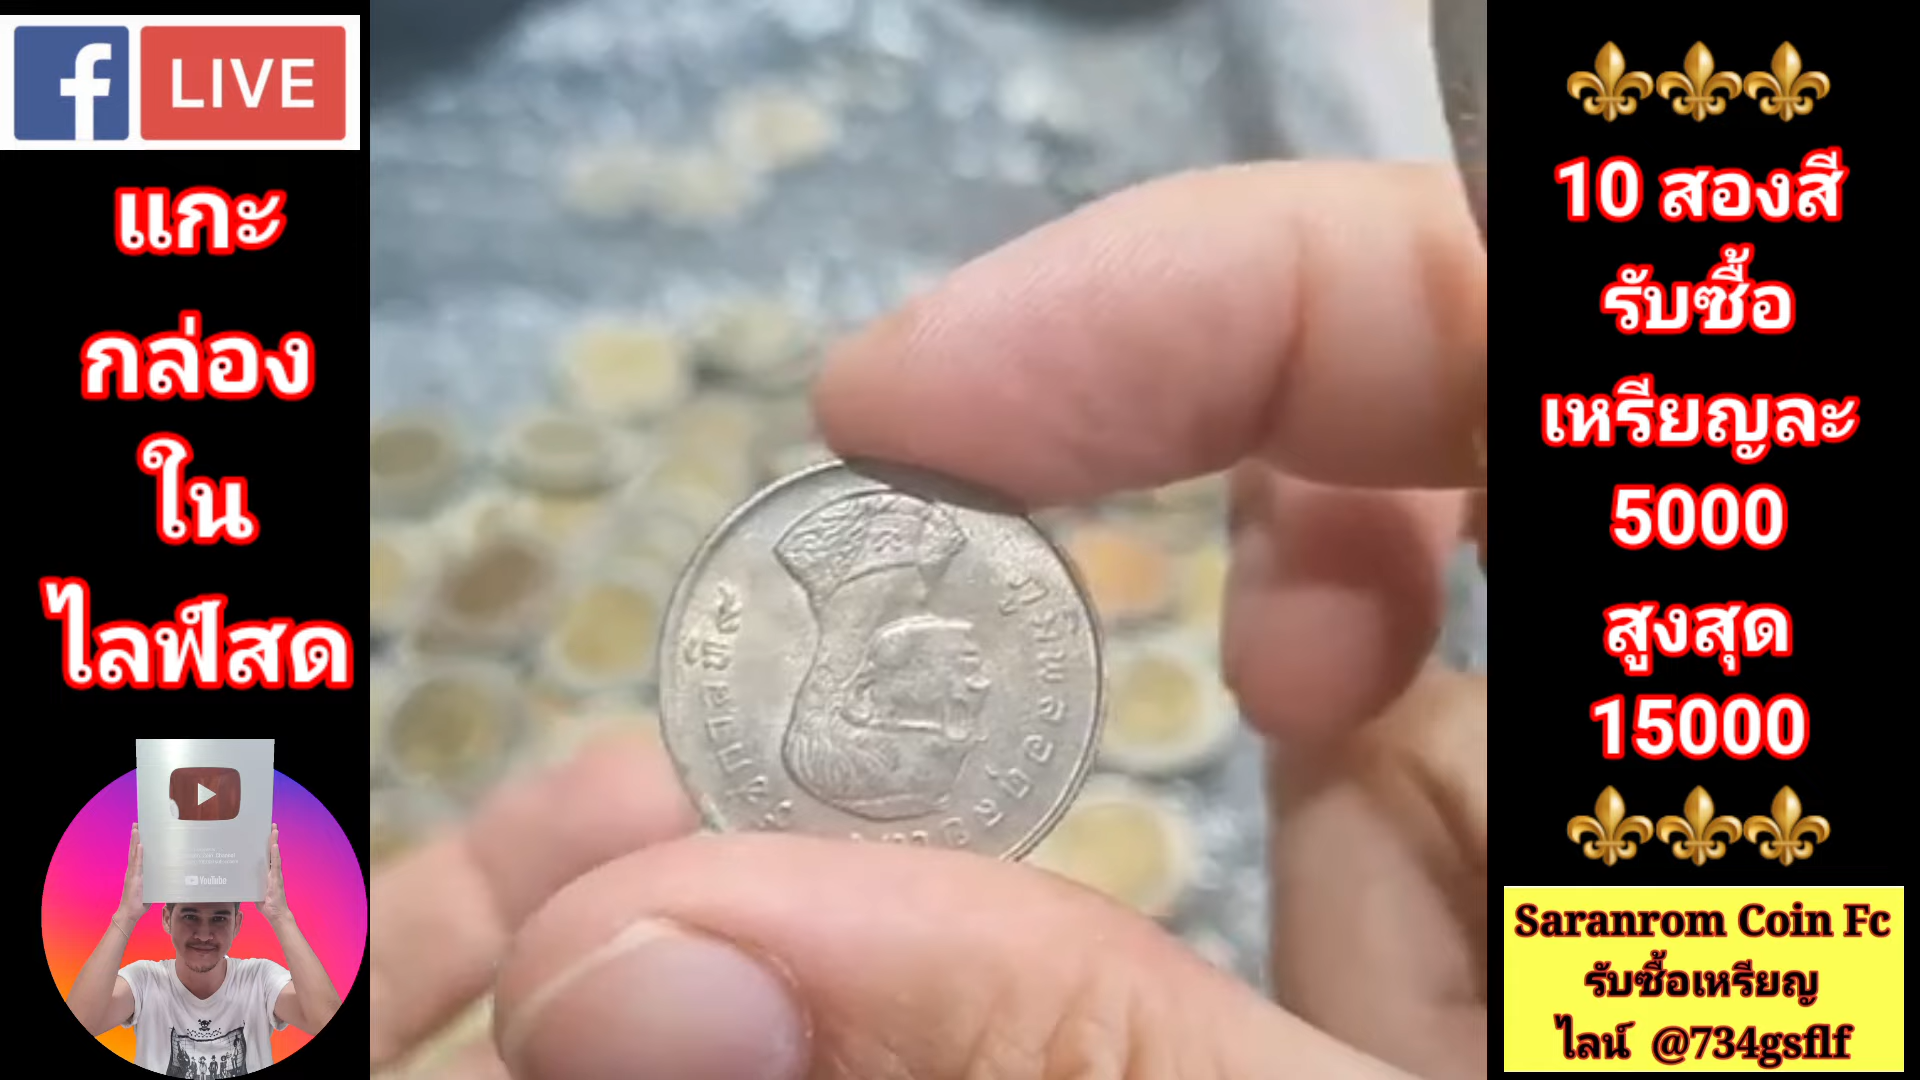 f LIVE
แกะ
กล่อง
ใน
ไลฟ์สด
YouTube
10 สองสี
รับซื้อ
เหรียญละ
5000
สูงสุด
15000
Saranrom Coin Fc
รับซื้อเหรียญ
ไลน์ @734gsflf